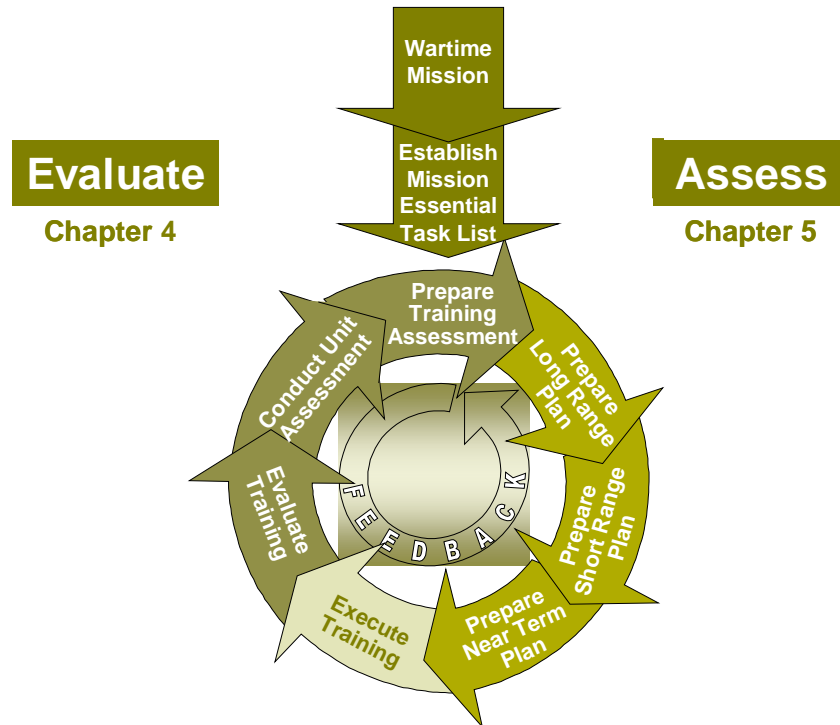 Wartime
Mission
Establish
Mission
Essential
Task List
Evaluate
Chapter 4
Assess
Chapter 5
Prepare
Training
Assessment
Prepare
Long Range
Plan
Prepare
Short Range
Plan
Prepare
Near Term
Plan
Execute
Training
Evaluate
Training
Conduct Unit
Assessment
FEEDBACK